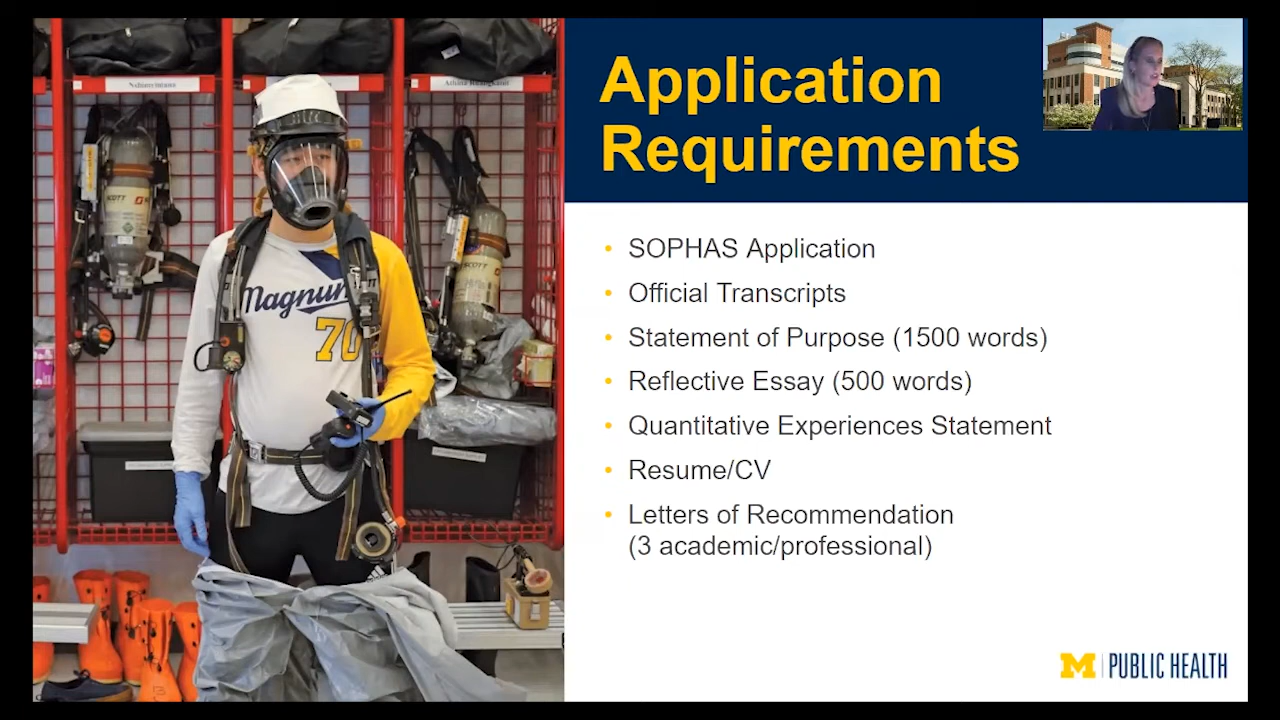 Application
Requirements
• SOPHAS Application
• Official Transcripts
• Statement of Purpose (1500 words)
• Reflective Essay (500 words)
• Quantitative Experiences Statement
• Resume/CV
• Letters of Recommendation
(3 academic/professional)
M PUBLIC HEALTH
Magnum
70
SCOTT
SCOTT